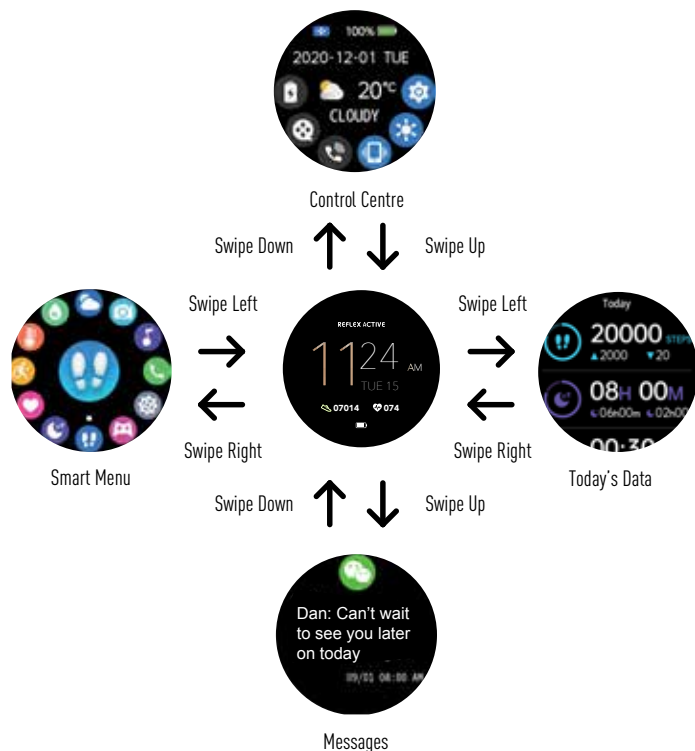 100%
2020-12-01 TUE
20°C
CLOUDY
Control Centre
Swipe Down
Swipe Up
Swipe Left
Swipe Left
REFLEX ACTIVE
1124 AM
TUE 15
07014 074
Today
20000 STEPS
▲2000 ▼20
08H 00M
06h00m 02h00
00:30
Swipe Right
Swipe Right
Smart Menu
Today's Data
Swipe Down
Swipe Up
Dan: Can't wait
to see you later
on today
09/01 08:00 AM
Messages